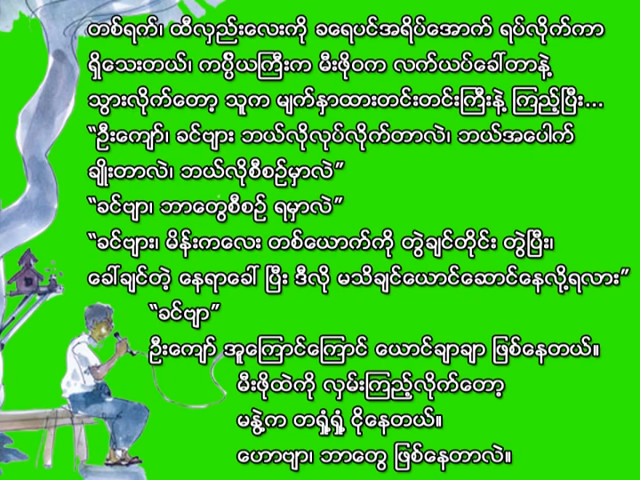 တစ်ရက်၊ ထီလှည်းလေးကို ခရေပင်အရိပ်အောက် ရပ်လိုက်ကာ
ရှိသေးတယ်၊ ကပ္ပိယကြီးက မီးဖိုဝက လက်ယပ်ခေါ်တာနဲ့
သွားလိုက်တော့ သူက မျက်နှာထားတင်းတင်းကြီးနဲ့ ကြည့်ပြီး...
“ဦးကျော်၊ ခင်ဗျား ဘယ်လိုလုပ်လိုက်တာလဲ၊ ဘယ်အပေါက်
ချိုးတာလဲ၊ ဘယ်လိုစီစဉ်မှာလဲ”
“ခင်ဗျာ၊ ဘာတွေစီစဉ် ရမှာလဲ”
“ခင်ဗျား၊ မိန်းကလေး တစ်ယောက်ကို တွဲချင်တိုင်း တွဲပြီး၊
ခေါ်ချင်တဲ့ နေရာခေါ် ပြီး ဒီလို မသိချင်ယောင်ဆောင်နေလို့ရလား”
“ခင်ဗျာ”
ဦးကျော် အူကြောင်ကြောင် ယောင်ချာချာ ဖြစ်နေတယ်။
မီးဖိုထဲကို လှမ်းကြည့်လိုက်တော့
မနွဲ့က တရှုံ့ရှုံ့ ငိုနေတယ်။
ဟောဗျာ၊ ဘာတွေ ဖြစ်နေတာလဲ။